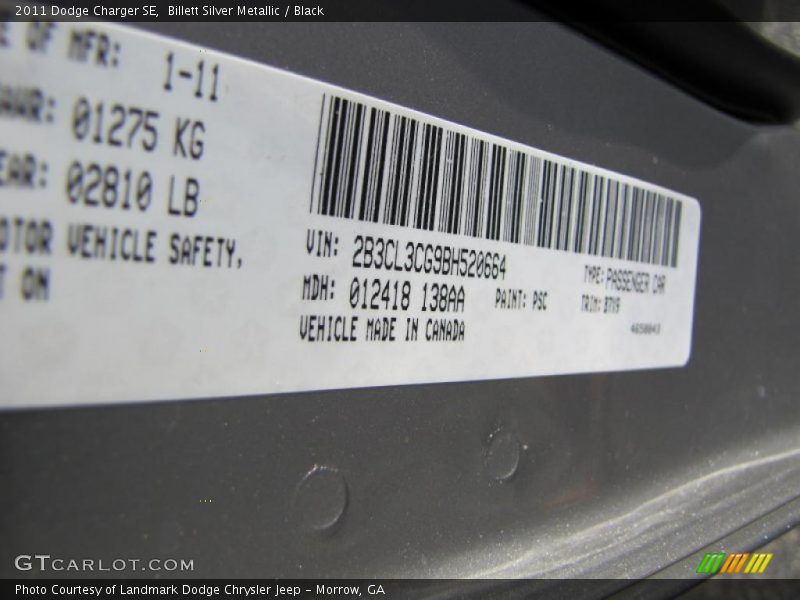 2011 Dodge Charger SE, Billett Silver Metallic / Black
E OF MFR: 1-11
01275 KG
EAR: 02810 LB
OTOR VEHICLE SAFETY,
T ON
VIN: 2B3CL3CG9BH520664
MDH: 012418 138AA
PAINT: PSC
VEHICLE MADE IN CANADA
TYPE: PASSENGER CAR
TRIM: B7V9
GTCARLOT.COM
Photo Courtesy of Landmark Dodge Chrysler Jeep - Morrow, GA